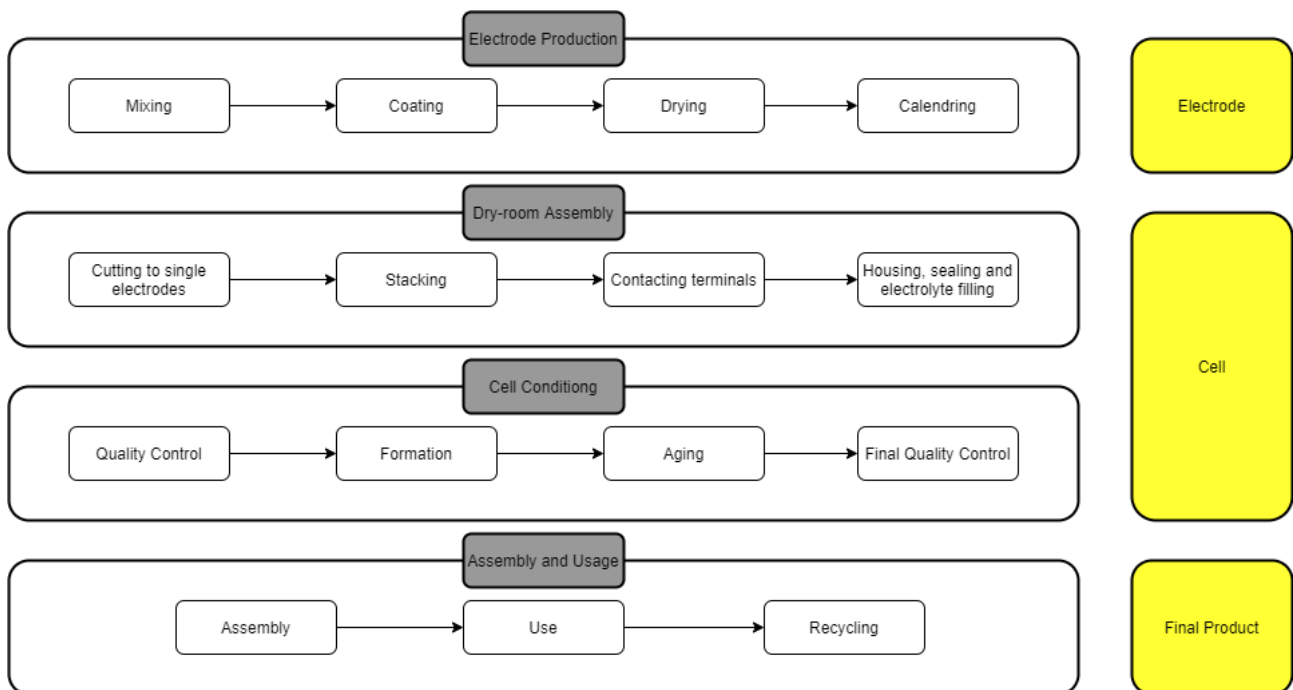 Electrode Production
Mixing
Coating
Drying
Calendring
Electrode
Dry-room Assembly
Cutting to single
electrodes
Stacking
Contacting terminals
Housing, sealing and
electrolyte filling
Cell
Cell Conditiong
Quality Control
Formation
Aging
Final Quality Control
Assembly and Usage
Assembly
Use
Recycling
Final Product